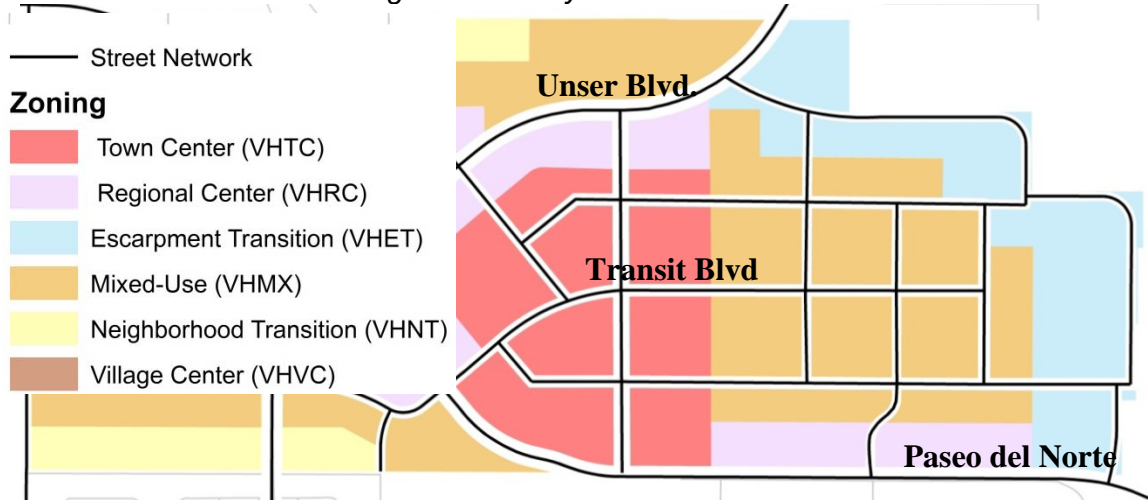 Street Network
Zoning
Town Center (VHTC)
Regional Center (VHRC)
Escarpment Transition (VHET)
Mixed-Use (VHMX)
Neighborhood Transition (VHNT)
Village Center (VHVC)
Unser Blvd.
Transit Blvd
Paseo del Norte